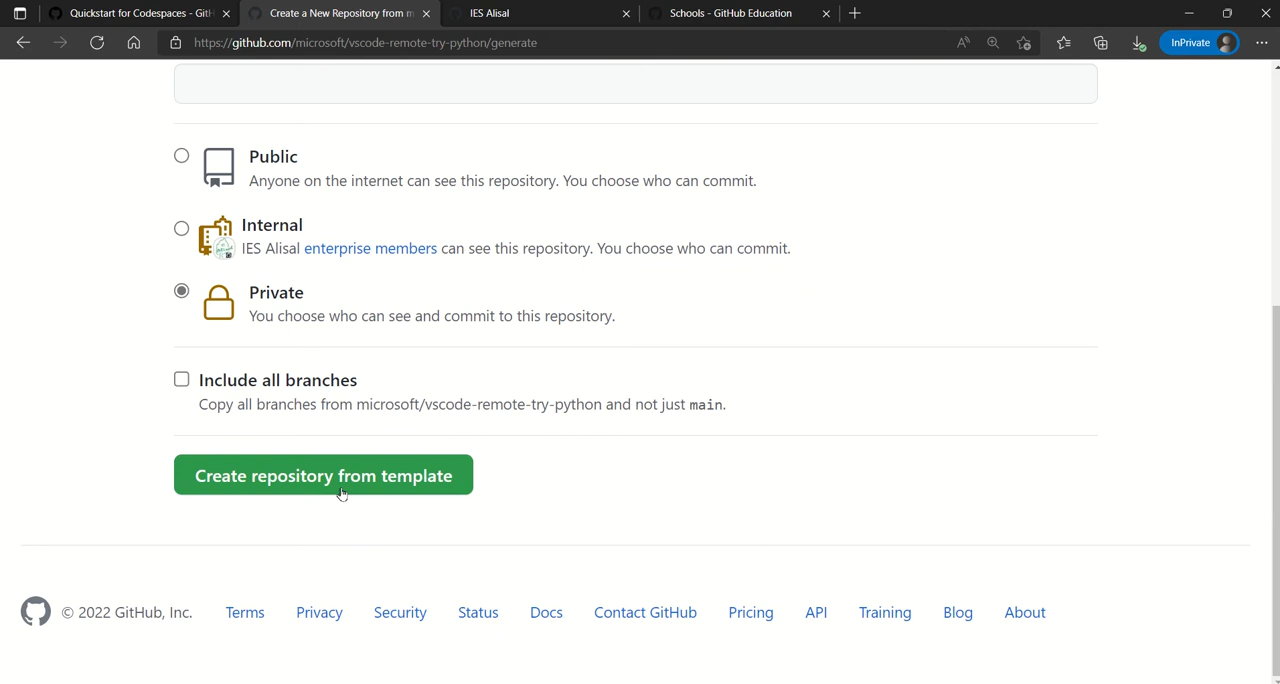 Quickstart for Codespaces - GitH
Create a New Repository from m
IES Alisal
Schools - GitHub Education
https://github.com/microsoft/vscode-remote-try-python/generate
InPrivate
Public
Anyone on the internet can see this repository. You choose who can commit.
Internal
IES Alisal enterprise members can see this repository. You choose who can commit.
Private
You choose who can see and commit to this repository.
Include all branches
Copy all branches from microsoft/vscode-remote-try-python and not just main.
Create repository from template
© 2022 GitHub, Inc. Terms Privacy Security Status Docs Contact GitHub Pricing API Training Blog About